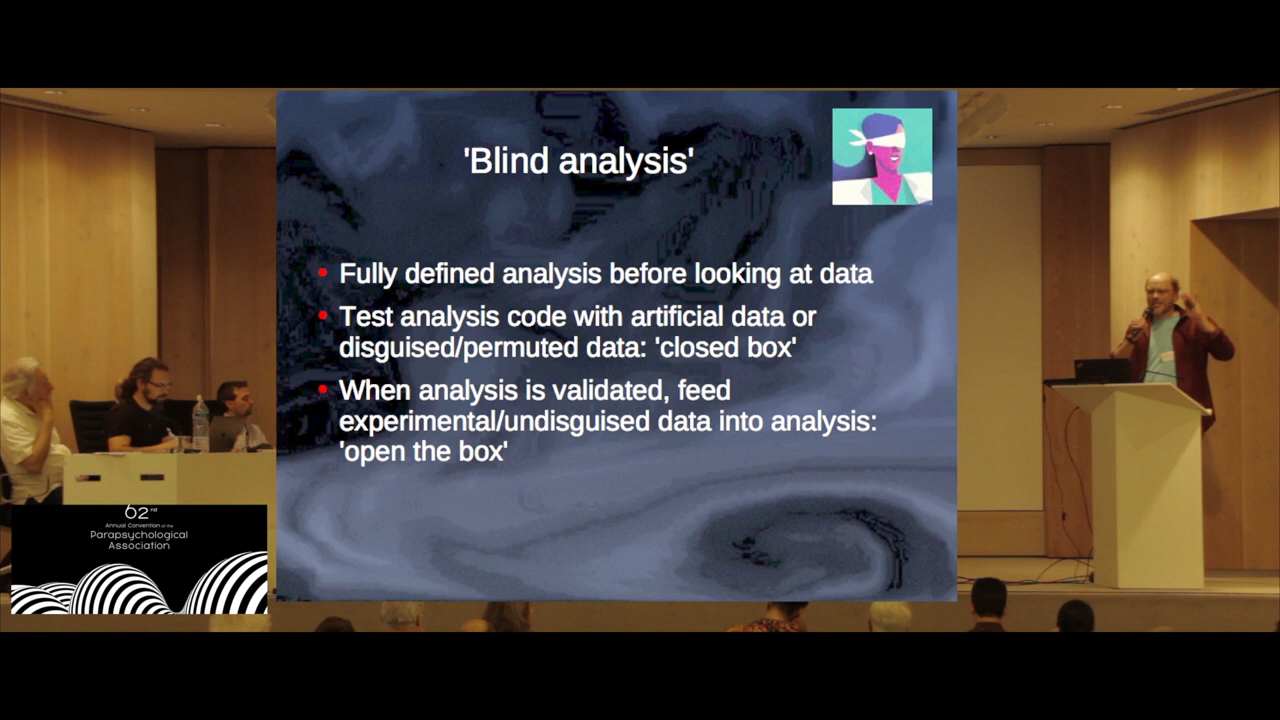 'Blind analysis'
• Fully defined analysis before looking at data
• Test analysis code with artificial data or
disguised/permuted data: 'closed box'
• When analysis is validated, feed
experimental/undisguised data into analysis:
'open the box'
62nd
Annual Convention of the
Parapsychological
Association